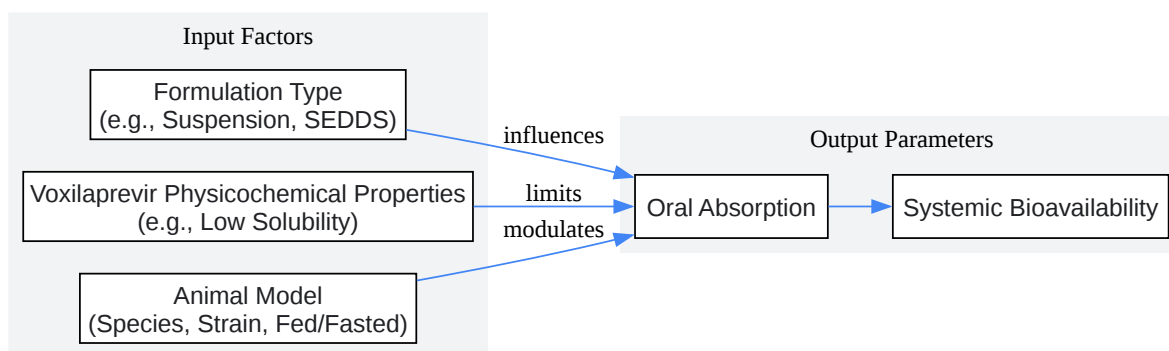 Input Factors
Formulation Type
(e.g., Suspension, SEDDS)
Voxilaprevir Physicochemical Properties
(e.g., Low Solubility)
Animal Model
(Species, Strain, Fed/Fasted)
influences
limits
modulates
Output Parameters
Oral Absorption
Systemic Bioavailability